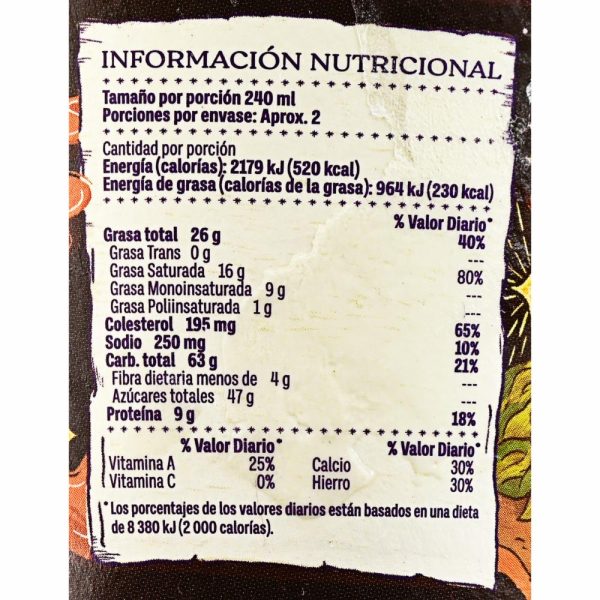 INFORMACIÓN NUTRICIONAL
Tamaño por porción 240 ml
Porciones por envase: Aprox. 2
Cantidad por porción
Energía (calorías): 2179 kJ (520 kcal)
Energía de grasa (calorías de la grasa): 964 kJ (230 kcal)
% Valor Diario*
Grasa total 26 g 40%
Grasa Trans 0 g ---
Grasa Saturada 16 g 80%
Grasa Monoinsaturada 9 g ---
Grasa Poliinsaturada 1 g ---
Colesterol 195 mg 65%
Sodio 250 mg 10%
Carb. total 63 g 21%
Fibra dietaria menos de 4 g ---
Azúcares totales 47 g ---
Proteína 9 g 18%
% Valor Diario* % Valor Diario*
Vitamina A 25% Calcio 30%
Vitamina C 0% Hierro 30%
*Los porcentajes de los valores diarios están basados en una dieta
de 8 380 kJ (2 000 calorías).